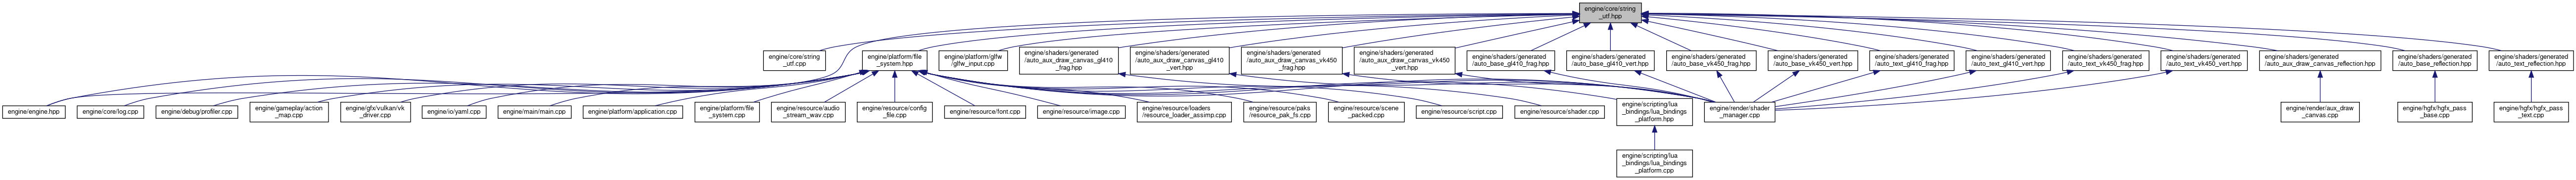 engine/core/string
_utf.hpp
engine/core/string
_utf.cpp
engine/platform/file
_system.hpp
engine/platform/glfw
/glfw_input.cpp
engine/shaders/generated
/auto_aux_draw_canvas_gl410
_frag.hpp
engine/shaders/generated
/auto_aux_draw_canvas_gl410
_vert.hpp
engine/shaders/generated
/auto_aux_draw_canvas_vk450
_frag.hpp
engine/shaders/generated
/auto_aux_draw_canvas_vk450
_vert.hpp
engine/shaders/generated
/auto_base_gl410_frag.hpp
engine/shaders/generated
/auto_base_gl410_vert.hpp
engine/shaders/generated
/auto_base_vk450_frag.hpp
engine/shaders/generated
/auto_base_vk450_vert.hpp
engine/shaders/generated
/auto_text_gl410_frag.hpp
engine/shaders/generated
/auto_text_gl410_vert.hpp
engine/shaders/generated
/auto_text_vk450_frag.hpp
engine/shaders/generated
/auto_text_vk450_vert.hpp
engine/shaders/generated
/auto_aux_draw_canvas_reflection.hpp
engine/shaders/generated
/auto_base_reflection.hpp
engine/shaders/generated
/auto_text_reflection.hpp
engine/engine.hpp
engine/core/log.cpp
engine/debug/profiler.cpp
engine/gameplay/action
_map.cpp
engine/gfx/vulkan/vk
_driver.cpp
engine/io/yaml.cpp
engine/main/main.cpp
engine/platform/application.cpp
engine/platform/file
_system.cpp
engine/resource/audio
_stream_wav.cpp
engine/resource/config
_file.cpp
engine/resource/font.cpp
engine/resource/image.cpp
engine/resource/loaders
/resource_loader_assimp.cpp
engine/resource/paks
/resource_pak_fs.cpp
engine/resource/scene
_packed.cpp
engine/resource/script.cpp
engine/resource/shader.cpp
engine/scripting/lua
_bindings/lua_bindings
_platform.hpp
engine/render/shader
_manager.cpp
engine/render/aux_draw
_canvas.cpp
engine/hgfx/hgfx_pass
_base.cpp
engine/hgfx/hgfx_pass
_text.cpp
engine/scripting/lua
_bindings/lua_bindings
_platform.cpp